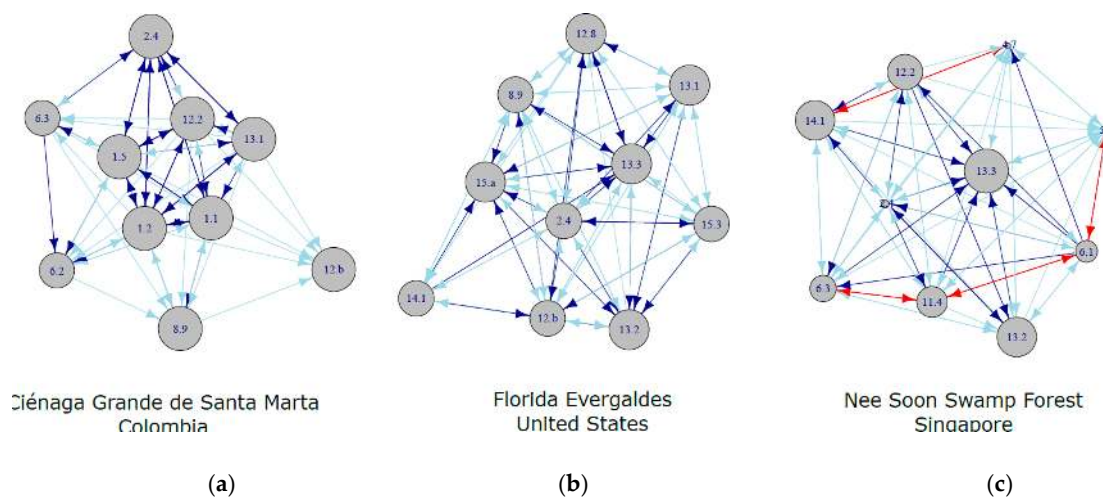 2.4
6.3
12.2
1.5
13.1
1.2
1.1
6.2
12.b
8.9
Ciénaga Grande de Santa Marta
Colombia
(a)
12.8
8.9
13.1
13.3
15.a
2.4
15.3
14.1
12.b
13.2
Florida Evergaldes
United States
(b)
4.7
12.2
14.1
13.3
6.1
6.3
11.4
13.2
Nee Soon Swamp Forest
Singapore
(c)